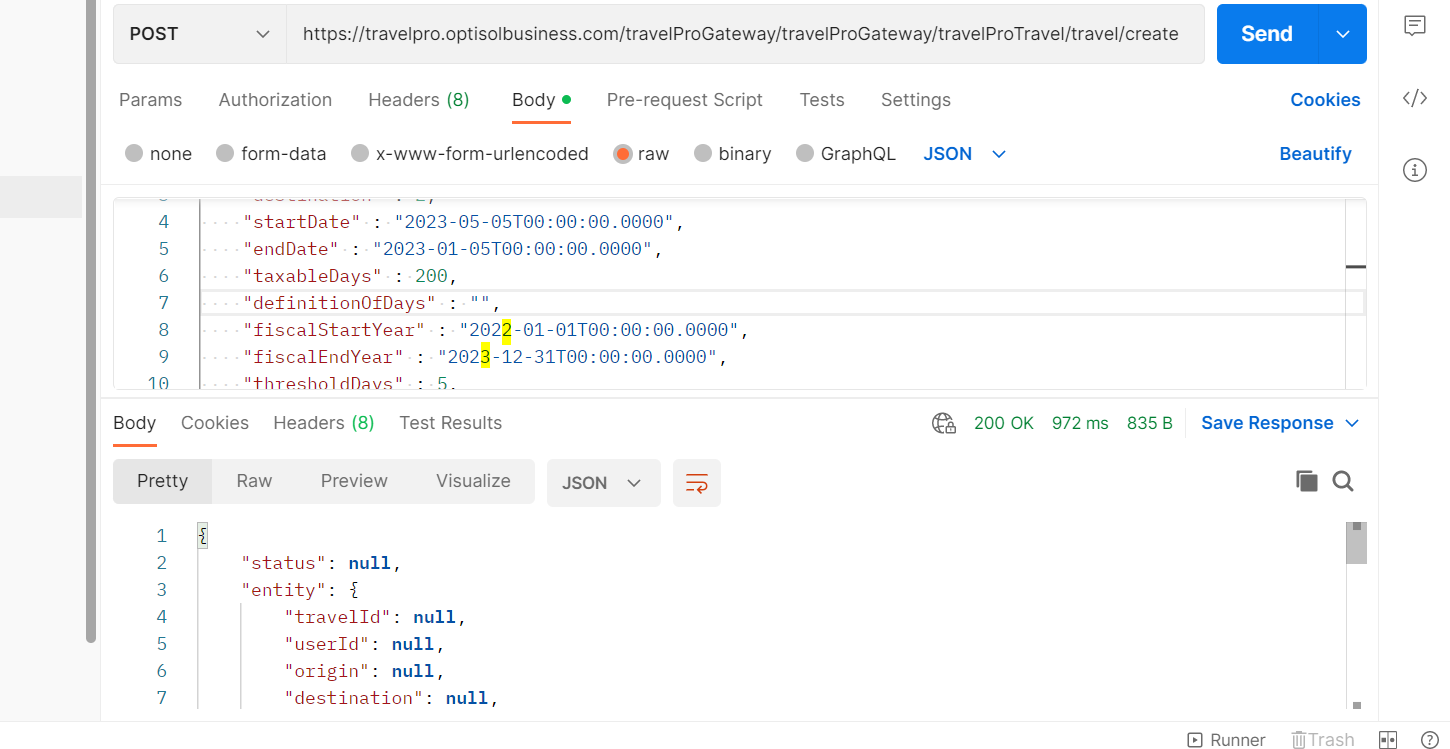 POST https://travelpro.optisolbusiness.com/travelProGateway/travelProGateway/travelProTravel/travel/create Send
Params Authorization Headers (8) Body Pre-request Script Tests Settings Cookies
none form-data x-www-form-urlencoded raw binary GraphQL JSON Beautify
3 "destination" : 2,
4 "startDate" : "2023-05-05T00:00:00.0000",
5 "endDate" : "2023-01-05T00:00:00.0000",
6 "taxableDays" : 200,
7 "definitionOfDays" : "",
8 "fiscalStartYear" : "2022-01-01T00:00:00.0000",
9 "fiscalEndYear" : "2023-12-31T00:00:00.0000",
10 "thresholdDays" : 5,
Body Cookies Headers (8) Test Results 200 OK 972 ms 835 B Save Response
Pretty Raw Preview Visualize JSON
1 {
2 "status": null,
3 "entity": {
4 "travelId": null,
5 "userId": null,
6 "origin": null,
7 "destination": null,
Runner Trash